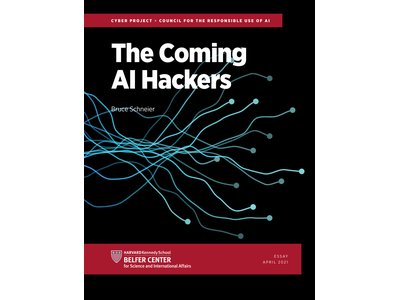 CYBER PROJECT • COUNCIL FOR THE RESPONSIBLE USE OF AI
The Coming
AI Hackers
Bruce Schneier
HARVARD Kennedy School
BELFER CENTER
for Science and International Affairs
ESSAY
APRIL 2021